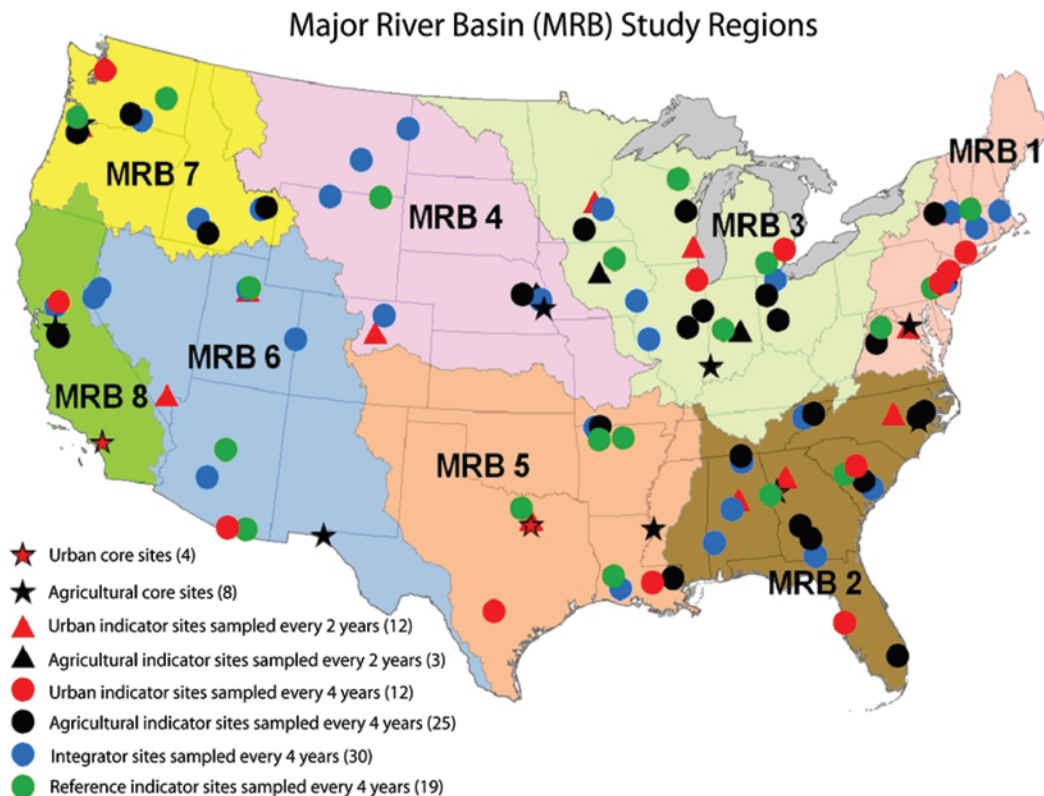 Major River Basin (MRB) Study Regions
MRB 1
MRB 7
MRB 4
MRB 3
MRB 6
MRB 8
MRB 5
MRB 2
Urban core sites (4)
Agricultural core sites (8)
Urban indicator sites sampled every 2 years (12)
Agricultural indicator sites sampled every 2 years (3)
Urban indicator sites sampled every 4 years (12)
Agricultural indicator sites sampled every 4 years (25)
Integrator sites sampled every 4 years (30)
Reference indicator sites sampled every 4 years (19)